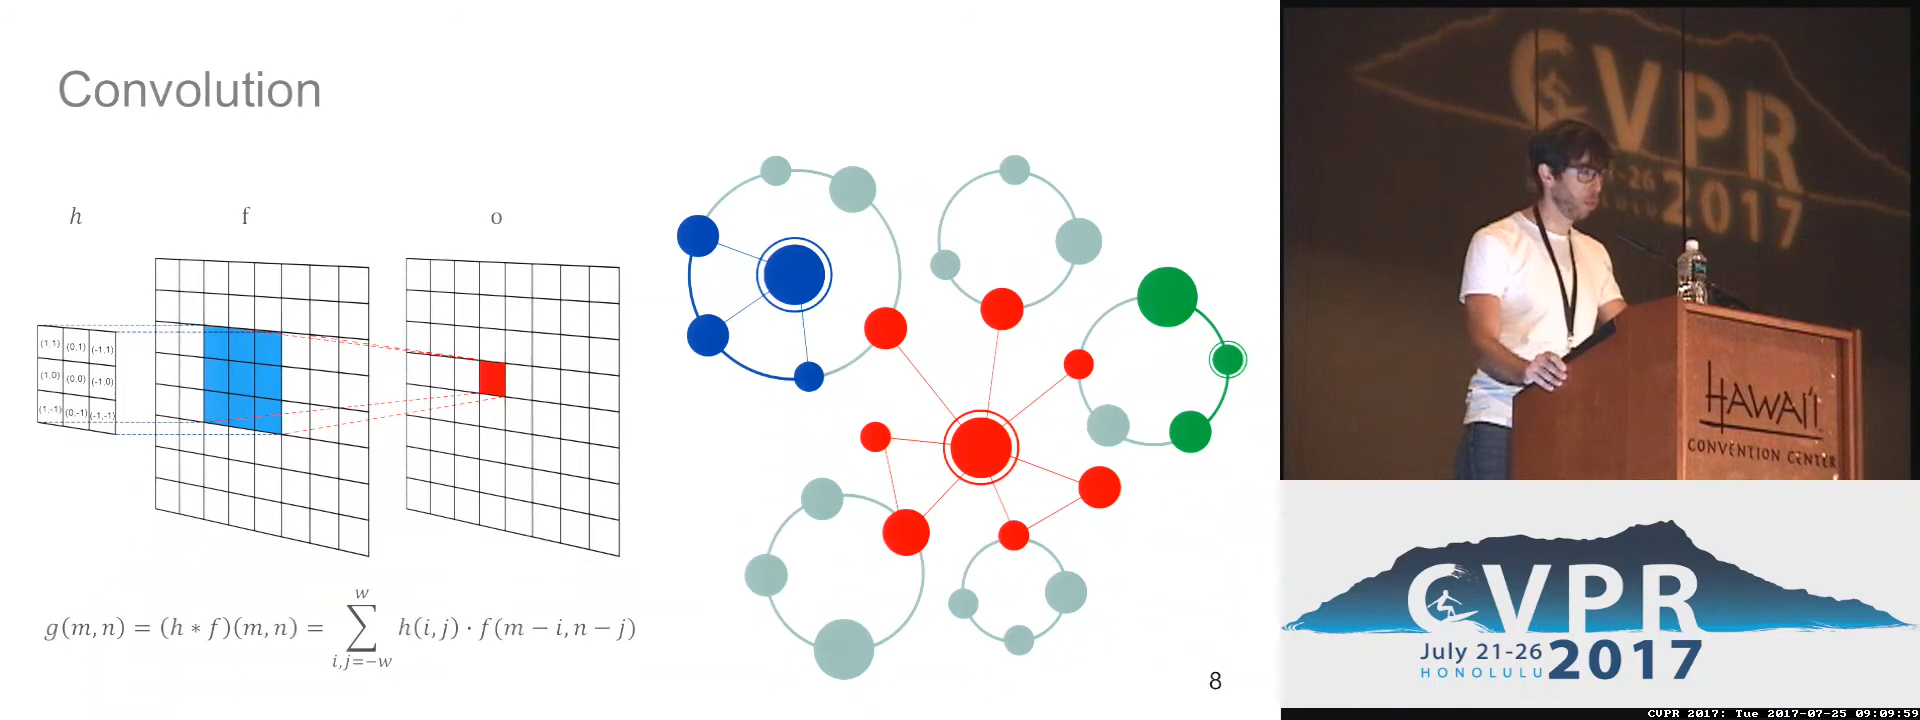 Convolution
h f o
(1,1) (0,1) (-1,1)
(1,0) (0,0) (-1,0)
(1,-1) (0,-1) (-1,-1)
g(m, n) = (h ∗ f)(m, n) = \sum_{i,j=-w}^{w} h(i, j) · f(m − i, n − j)
8
CVPR
2017
HAWAI'I
CONVENTION CENTER
CVPR
July 21-26
HONOLULU
2017
CVPR 2017: Tue 2017-07-25 09:09:59